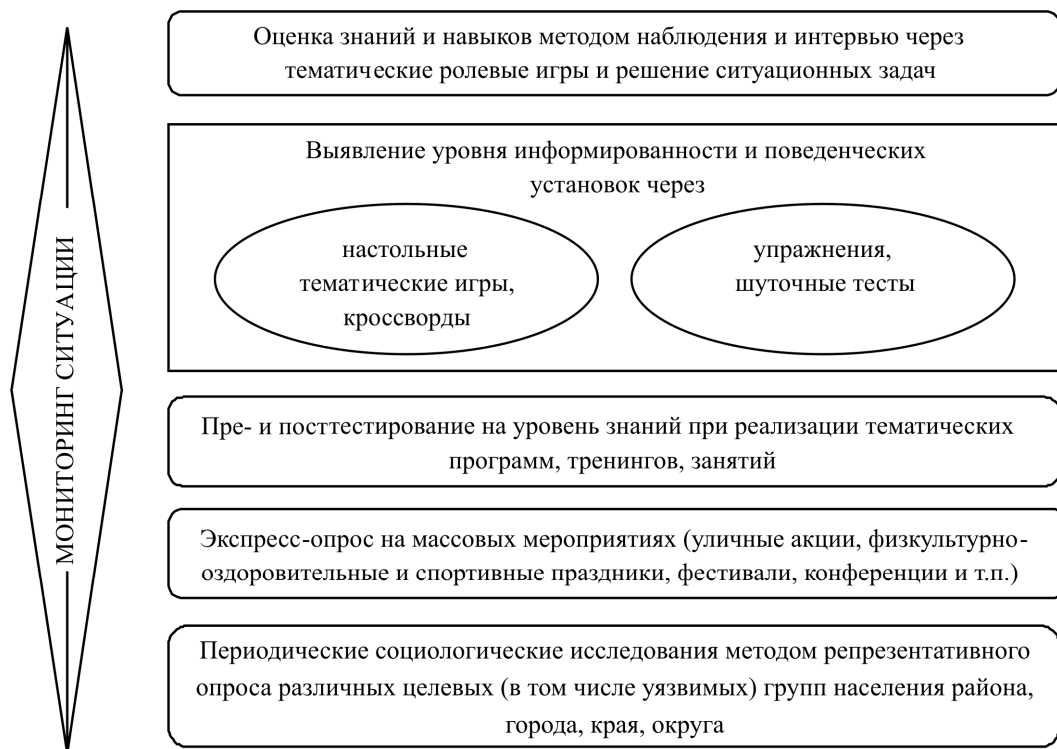 Оценка знаний и навыков методом наблюдения и интервью через
тематические ролевые игры и решение ситуационных задач
Выявление уровня информированности и поведенческих
установок через
настольные
тематические игры,
кроссворды
упражнения,
шуточные тесты
Пре- и посттестирование на уровень знаний при реализации тематических
программ, тренингов, занятий
Экспресс-опрос на массовых мероприятиях (уличные акции, физкультурно-
оздоровительные и спортивные праздники, фестивали, конференции и т.п.)
Периодические социологические исследования методом репрезентативного
опроса различных целевых (в том числе уязвимых) групп населения района,
города, края, округа
МОНИТОРИНГ СИТУАЦИИ